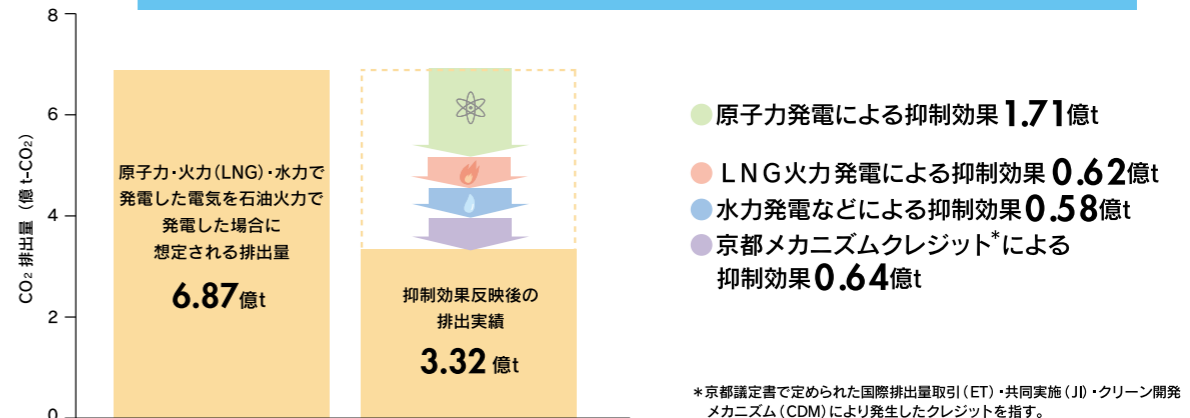 8
6
4
2
0
CO2 排出量（億 t-CO2）
原子力・火力（LNG）・水力で
発電した電気を石油火力で
発電した場合に
想定される排出量
6.87億t
抑制効果反映後の
排出実績
3.32 億t
原子力発電による抑制効果1.71億t
LNG火力発電による抑制効果0.62億t
水力発電などによる抑制効果0.58億t
京都メカニズムクレジット*による
抑制効果0.64億t
＊京都議定書で定められた国際排出量取引（ET）・共同実施（JI）・クリーン開発
メカニズム（CDM）により発生したクレジットを指す。